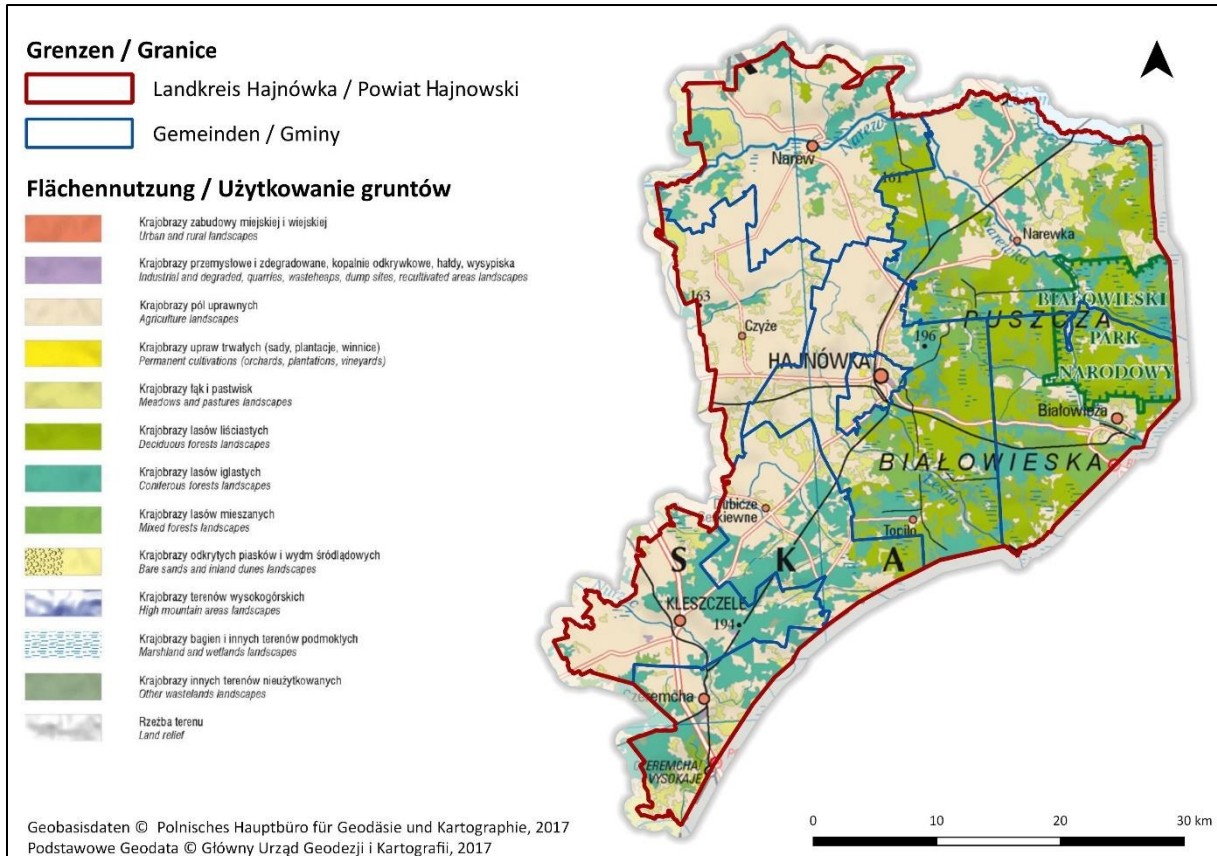 Grenzen / Granice
Landkreis Hajnówka / Powiat Hajnowski
Gemeinden / Gminy
Flächennutzung / Użytkowanie gruntów
Krajobrazy zabudowy miejskiej i wiejskiej
Urban and rural landscapes
Krajobrazy przemysłowe i zdegradowane, kopalnie odkrywkowe, hałdy, wysypiska
Industrial and degraded, quarries, wasteheaps, dump sites, recultivated areas landscapes
Krajobrazy pól uprawnych
Agriculture landscapes
Krajobrazy upraw trwałych (sady, plantacje, winnice)
Permanent cultivations (orchards, plantations, vineyards)
Krajobrazy łąk i pastwisk
Meadows and pastures landscapes
Krajobrazy lasów liściastych
Deciduous forests landscapes
Krajobrazy lasów iglastych
Coniferous forests landscapes
Krajobrazy lasów mieszanych
Mixed forests landscapes
Krajobrazy odkrytych piasków i wydm śródlądowych
Bare sands and inland dunes landscapes
Krajobrazy terenów wysokogórskich
High mountain areas landscapes
Krajobrazy bagien i innych terenów podmokłych
Marshland and wetlands landscapes
Krajobrazy innych terenów nieużytkowanych
Other wastelands landscapes
Rzeźba terenu
Land relief
Geobasisdaten © Polnisches Hauptbüro für Geodäsie und Kartographie, 2017
Podstawowe Geodata © Główny Urząd Geodezji i Kartografii, 2017
Narew
Narew
161
Narewka
Narewka
163
BIAŁOWIESKI
PUSZCZA
Czyże
196
PARK
HAJNÓWKA
NARODOWY
Białowieża
BIAŁOWIESKA
Leśna
Dubicze
Cerkiewne
Topiło
S K A
KLESZCZELE
194
Czeremcha
CZEREMCHA/
VYSOKAJE
0 10 20 30 km